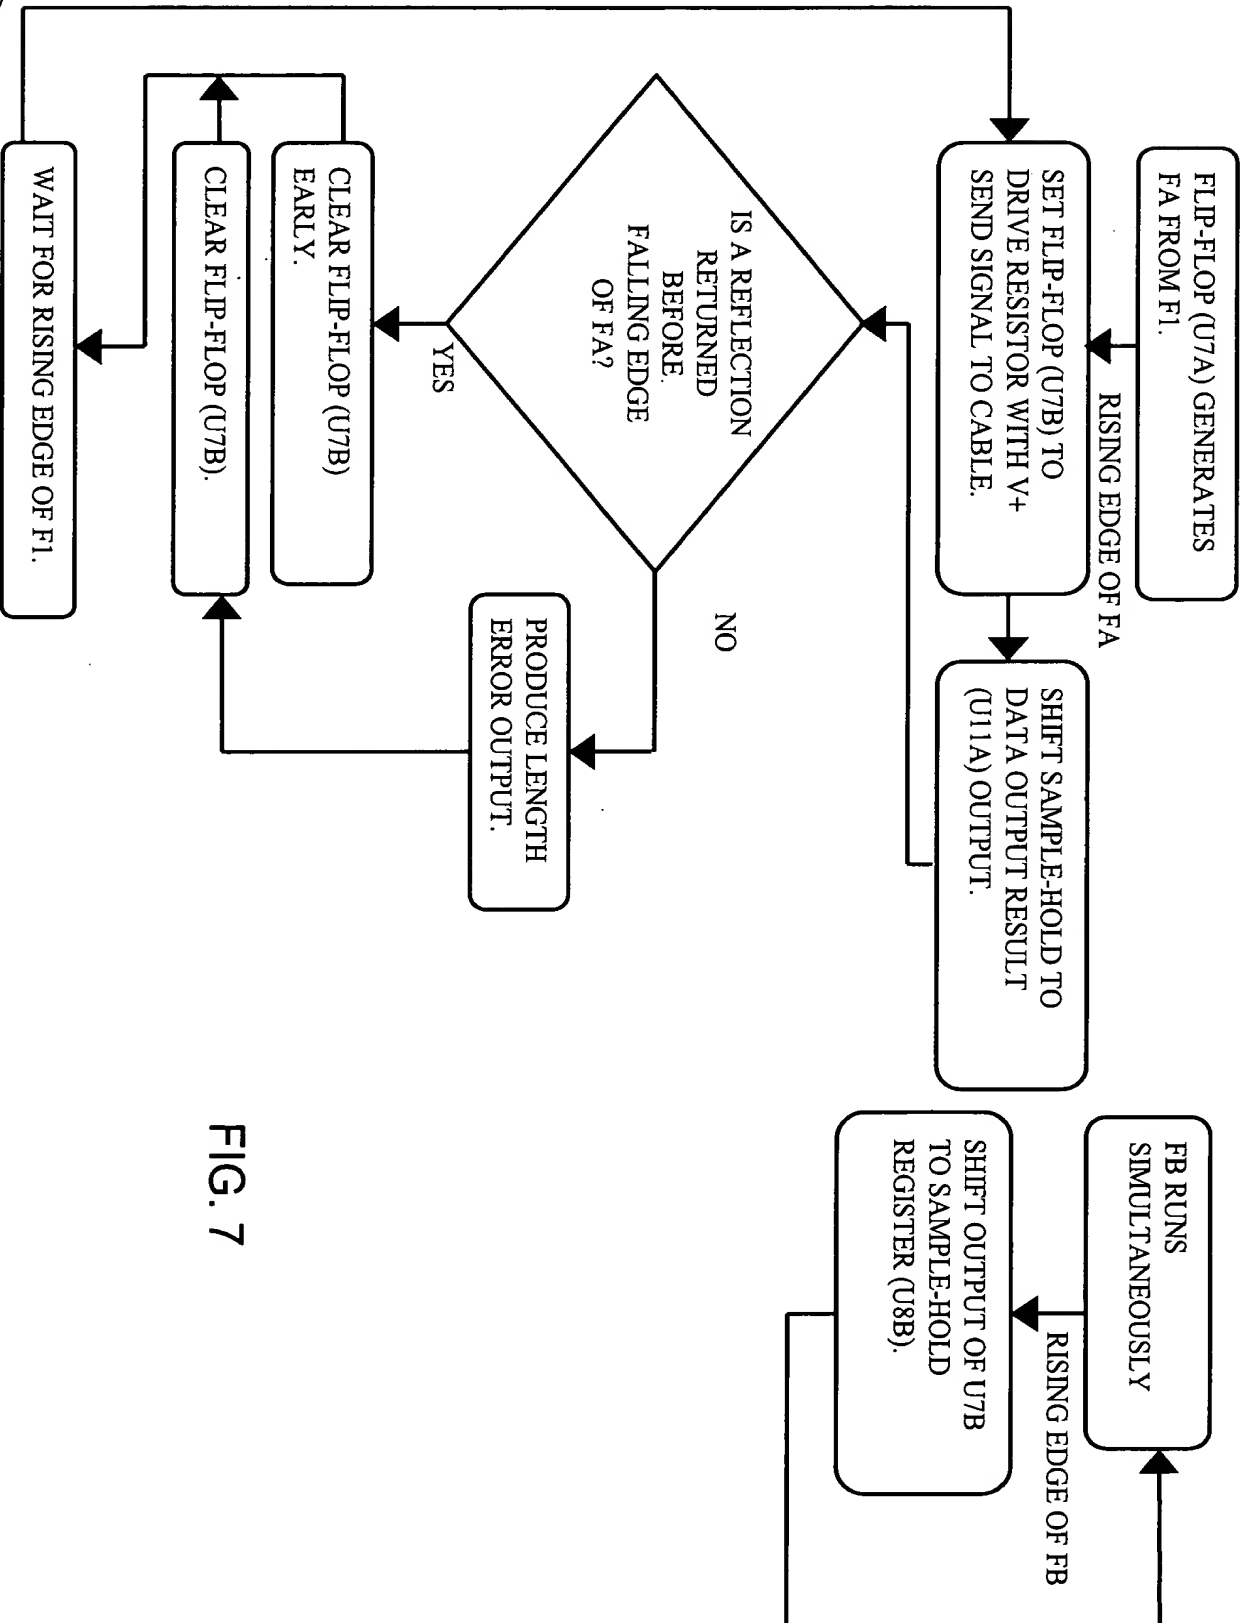 FLIP-FLOP (U7A) GENERATES
FA FROM F1.
RISING EDGE OF FA
SET FLIP-FLOP (U7B) TO
DRIVE RESISTOR WITH V+
SEND SIGNAL TO CABLE.
SHIFT SAMPLE-HOLD TO
DATA OUTPUT RESULT
(U11A) OUTPUT.
IS A REFLECTION
RETURNED
BEFORE
FALLING EDGE
OF FA?
YES
NO
CLEAR FLIP-FLOP (U7B)
EARLY.
PRODUCE LENGTH
ERROR OUTPUT.
CLEAR FLIP-FLOP (U7B).
WAIT FOR RISING EDGE OF F1.
FB RUNS
SIMULTANEOUSLY
RISING EDGE OF FB
SHIFT OUTPUT OF U7B
TO SAMPLE-HOLD
REGISTER (U8B).
FIG. 7